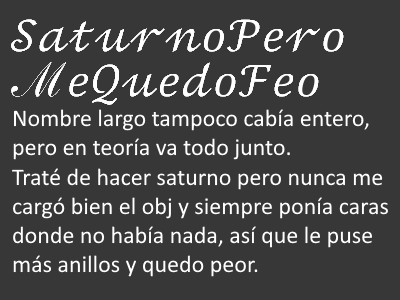 SaturnoPero
MeQuedoFeo
Nombre largo tampoco cabía entero,
pero en teoría va todo junto.
Traté de hacer saturno pero nunca me
cargó bien el obj y siempre ponía caras
donde no había nada, así que le puse
más anillos y quedo peor.